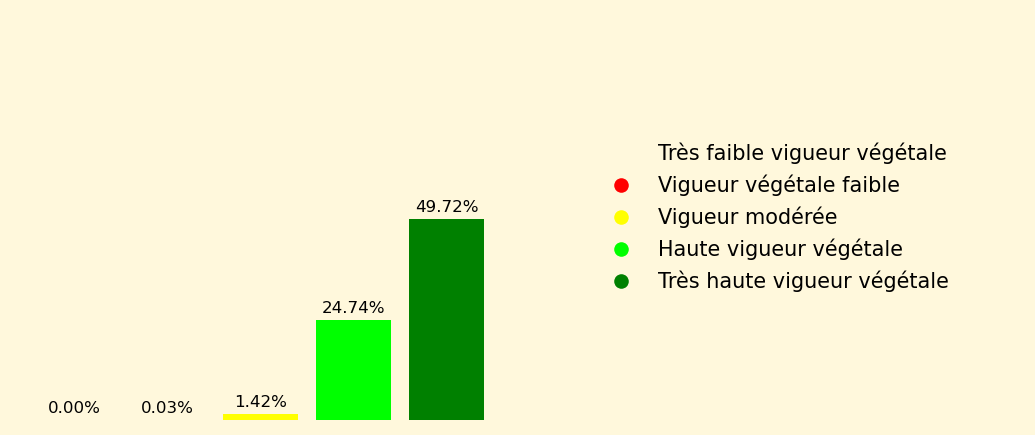 0.00%
0.03%
1.42%
24.74%
49.72%
Très faible vigueur végétale
Vigueur végétale faible
Vigueur modérée
Haute vigueur végétale
Très haute vigueur végétale